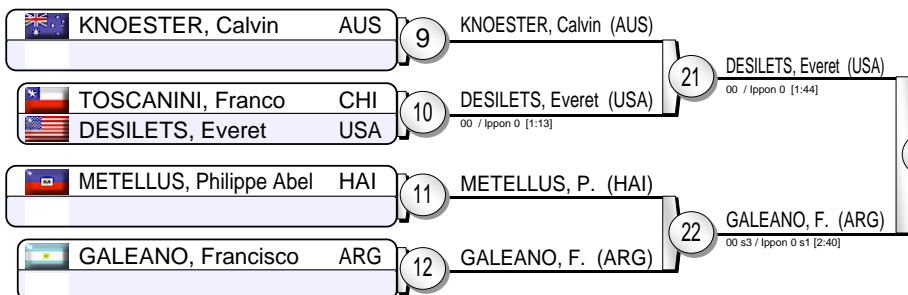 KNOESTER, Calvin AUS
9
KNOESTER, Calvin (AUS)
TOSCANINI, Franco CHI
DESILETS, Everet USA
10
DESILETS, Everet (USA)
00 / Ippon 0 [1:13]
21
DESILETS, Everet (USA)
00 / Ippon 0 [1:44]
METELLUS, Philippe Abel HAI
11
METELLUS, P. (HAI)
GALEANO, Francisco ARG
12
GALEANO, F. (ARG)
22
GALEANO, F. (ARG)
00 s3 / Ippon 0 s1 [2:40]